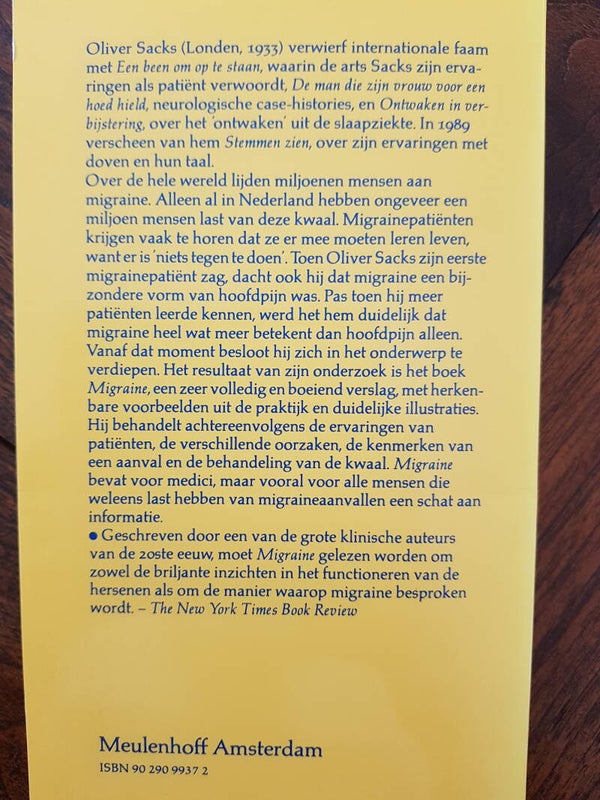 Oliver Sacks (Londen, 1933) verwierf internationale faam
met Een been om op te staan, waarin de arts Sacks zijn erva-
ringen als patiënt verwoordt, De man die zijn vrouw voor een
hoed hield, neurologische case-histories, en Ontwaken in ver-
bijstering, over het 'ontwaken' uit de slaapziekte. In 1989
verscheen van hem Stemmen zien, over zijn ervaringen met
doven en hun taal.
Over de hele wereld lijden miljoenen mensen aan
migraine. Alleen al in Nederland hebben ongeveer een
miljoen mensen last van deze kwaal. Migrainepatiënten
krijgen vaak te horen dat ze er mee moeten leren leven,
want er is 'niets tegen te doen'. Toen Oliver Sacks zijn eerste
migrainepatiënt zag, dacht ook hij dat migraine een bij-
zondere vorm van hoofdpijn was. Pas toen hij meer
patiënten leerde kennen, werd het hem duidelijk dat
migraine heel wat meer betekent dan hoofdpijn alleen.
Vanaf dat moment besloot hij zich in het onderwerp te
verdiepen. Het resultaat van zijn onderzoek is het boek
Migraine, een zeer volledig en boeiend verslag, met herken-
bare voorbeelden uit de praktijk en duidelijke illustraties.
Hij behandelt achtereenvolgens de ervaringen van
patiënten, de verschillende oorzaken, de kenmerken van
een aanval en de behandeling van de kwaal. Migraine
bevat voor medici, maar vooral voor alle mensen die
weleens last hebben van migraineaanvallen een schat aan
informatie.
● Geschreven door een van de grote klinische auteurs
van de 20ste eeuw, moet Migraine gelezen worden om
zowel de briljante inzichten in het functioneren van de
hersenen als om de manier waarop migraine besproken
wordt. – The New York Times Book Review
Meulenhoff Amsterdam
ISBN 90 290 9937 2